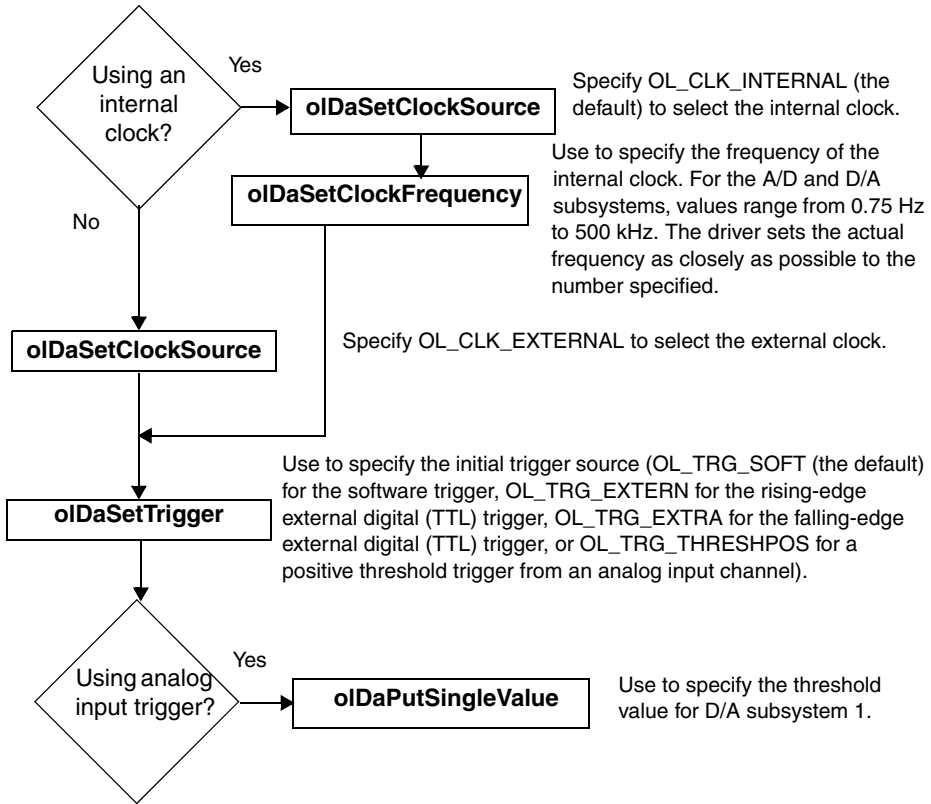 Using an
internal
clock?
Yes
olDaSetClockSource
Specify OL_CLK_INTERNAL (the
default) to select the internal clock.
olDaSetClockFrequency
Use to specify the frequency of the
internal clock. For the A/D and D/A
subsystems, values range from 0.75 Hz
to 500 kHz. The driver sets the actual
frequency as closely as possible to the
number specified.
No
olDaSetClockSource
Specify OL_CLK_EXTERNAL to select the external clock.
olDaSetTrigger
Use to specify the initial trigger source (OL_TRG_SOFT (the default)
for the software trigger, OL_TRG_EXTERN for the rising-edge
external digital (TTL) trigger, OL_TRG_EXTRA for the falling-edge
external digital (TTL) trigger, or OL_TRG_THRESHPOS for a
positive threshold trigger from an analog input channel).
Using analog
input trigger?
Yes
olDaPutSingleValue
Use to specify the threshold
value for D/A subsystem 1.